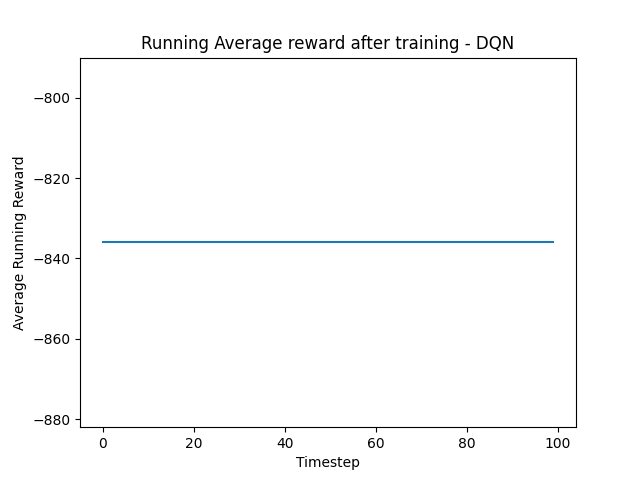 Running Average reward after training - DQN
Average Running Reward
−800
−820
−840
−860
−880
0 20 40 60 80 100
Timestep